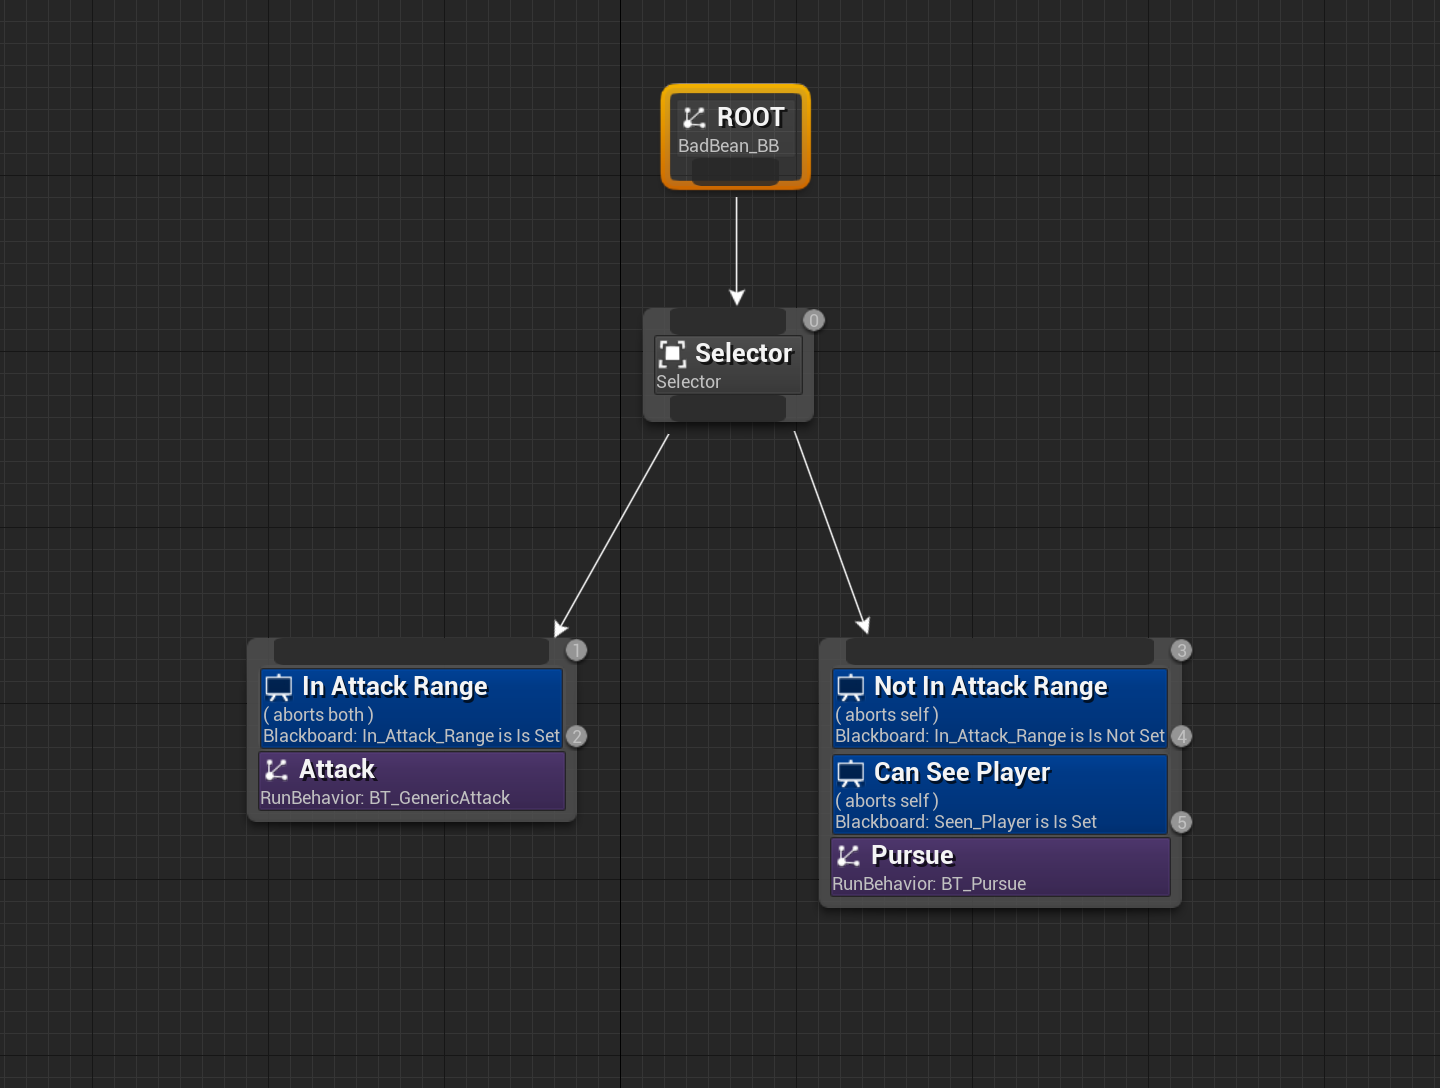 ROOT
BadBean_BB
0
Selector
Selector
1
In Attack Range
( aborts both )
Blackboard: In_Attack_Range is Is Set
2
Attack
RunBehavior: BT_GenericAttack
3
Not In Attack Range
( aborts self )
Blackboard: In_Attack_Range is Is Not Set
4
Can See Player
( aborts self )
Blackboard: Seen_Player is Is Set
5
Pursue
RunBehavior: BT_Pursue